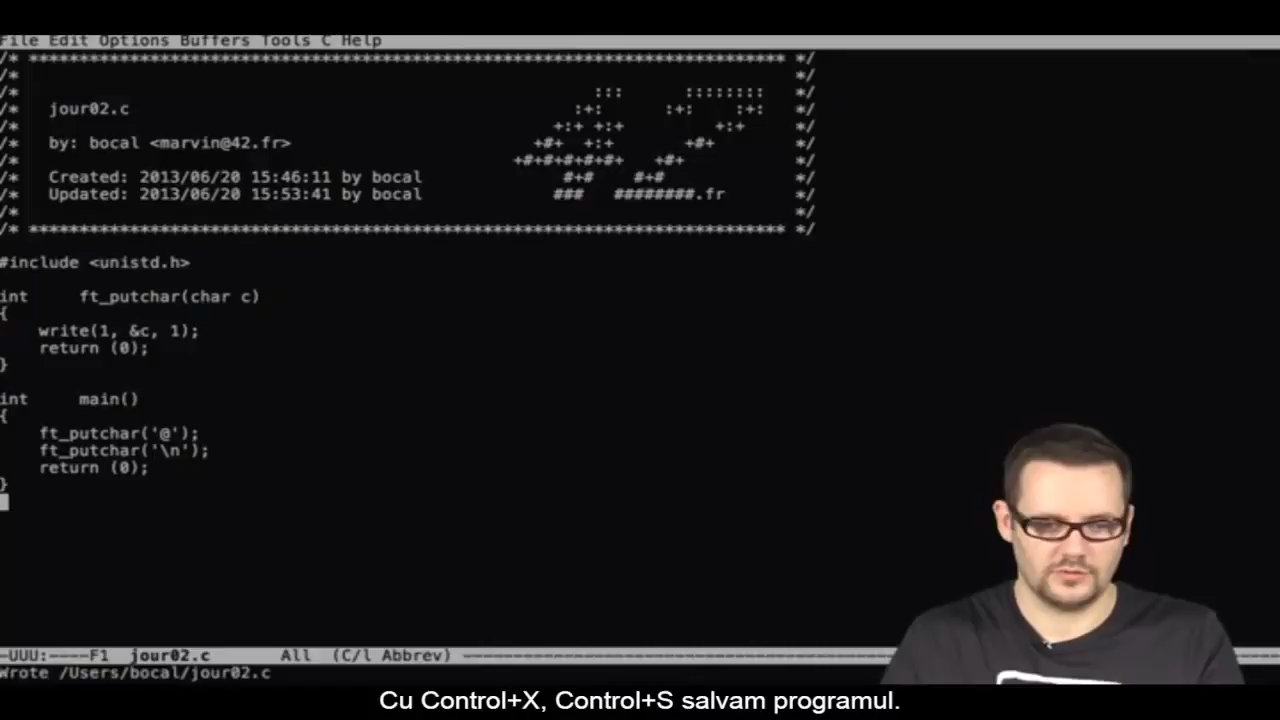 File Edit Options Buffers Tools C Help
/* ************************************************************************** */
/*                                                                            */
/*                                                        :::      ::::::::   */
/*   jour02.c                                           :+:      :+:    :+:   */
/*                                                    +:+ +:+         +:+     */
/*   by: bocal <marvin@42.fr>                       +#+  +:+       +#+        */
/*                                                +#+#+#+#+#+   +#+           */
/*   Created: 2013/06/20 15:46:11 by bocal             #+#    #+#             */
/*   Updated: 2013/06/20 15:53:41 by bocal            ###   ########.fr       */
/*                                                                            */
/* ************************************************************************** */
#include <unistd.h>
int     ft_putchar(char c)
{
    write(1, &c, 1);
    return (0);
}
int     main()
{
    ft_putchar('@');
    ft_putchar('\n');
    return (0);
}
-UUU:----F1  jour02.c       All  (C/l Abbrev) ----------------------------------------
Wrote /Users/bocal/jour02.c
Cu Control+X, Control+S salvam programul.